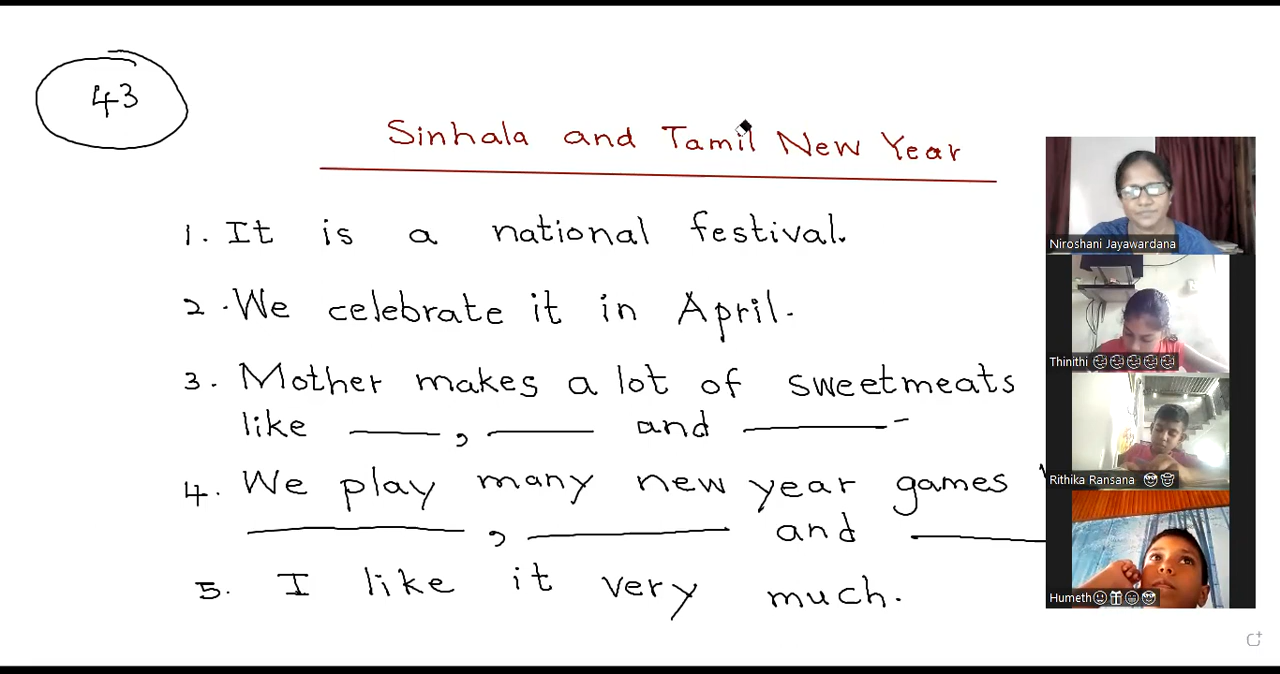 43
Sinhala and Tamil New Year
1. It is a national festival.
2. We celebrate it in April.
3. Mother makes a lot of sweetmeats
like ____, ____ and ____.
4. We play many new year games
____, ____ and ____
5. I like it very much.
Niroshani Jayawardana
Thinithi
Rithika Ransana
Humeth